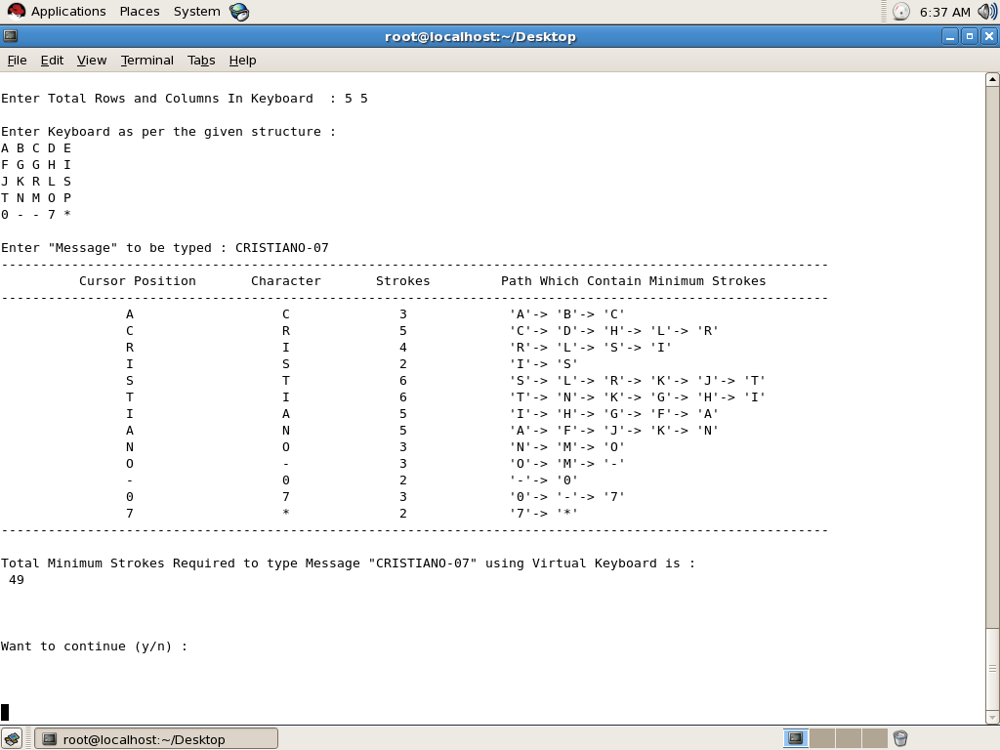 Applications Places System 6:37 AM
root@localhost:~/Desktop
File Edit View Terminal Tabs Help
Enter Total Rows and Columns In Keyboard  : 5 5
Enter Keyboard as per the given structure :
A B C D E
F G G H I
J K R L S
T N M O P
0 - - 7 *
Enter "Message" to be typed : CRISTIANO-07
----------------------------------------------------------------------------------------------------------
Cursor Position Character Strokes Path Which Contain Minimum Strokes
----------------------------------------------------------------------------------------------------------
A C 3 'A'-> 'B'-> 'C'
C R 5 'C'-> 'D'-> 'H'-> 'L'-> 'R'
R I 4 'R'-> 'L'-> 'S'-> 'I'
I S 2 'I'-> 'S'
S T 6 'S'-> 'L'-> 'R'-> 'K'-> 'J'-> 'T'
T I 6 'T'-> 'N'-> 'K'-> 'G'-> 'H'-> 'I'
I A 5 'I'-> 'H'-> 'G'-> 'F'-> 'A'
A N 5 'A'-> 'F'-> 'J'-> 'K'-> 'N'
N O 3 'N'-> 'M'-> 'O'
O - 3 'O'-> 'M'-> '-'
- 0 2 '-'-> '0'
0 7 3 '0'-> '-'-> '7'
7 * 2 '7'-> '*'
----------------------------------------------------------------------------------------------------------
Total Minimum Strokes Required to type Message "CRISTIANO-07" using Virtual Keyboard is :
49
Want to continue (y/n) :
root@localhost:~/Desktop